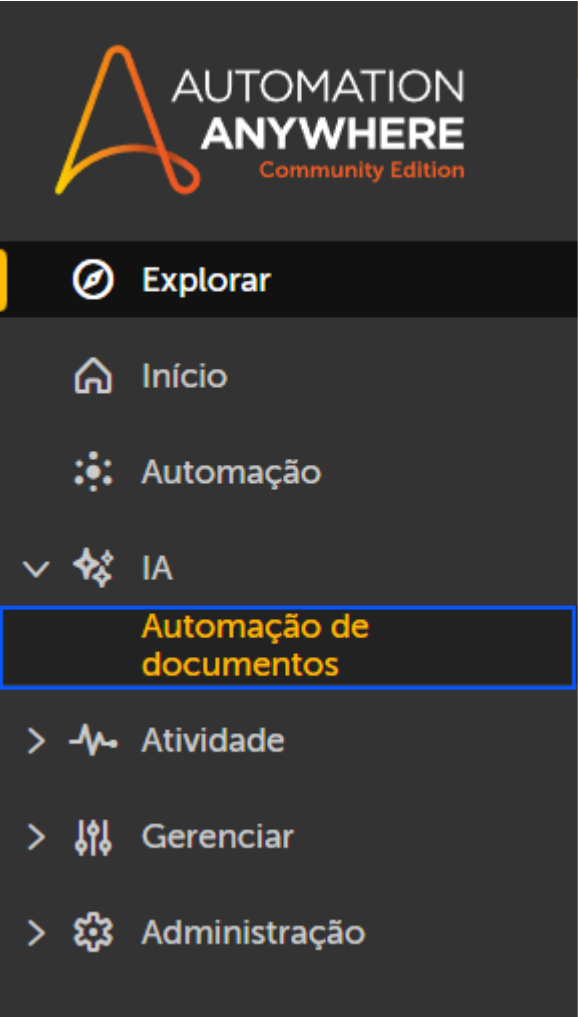 AUTOMATION
ANYWHERE
Community Edition
Explorar
Início
Automação
IA
Automação de
documentos
Atividade
Gerenciar
Administração